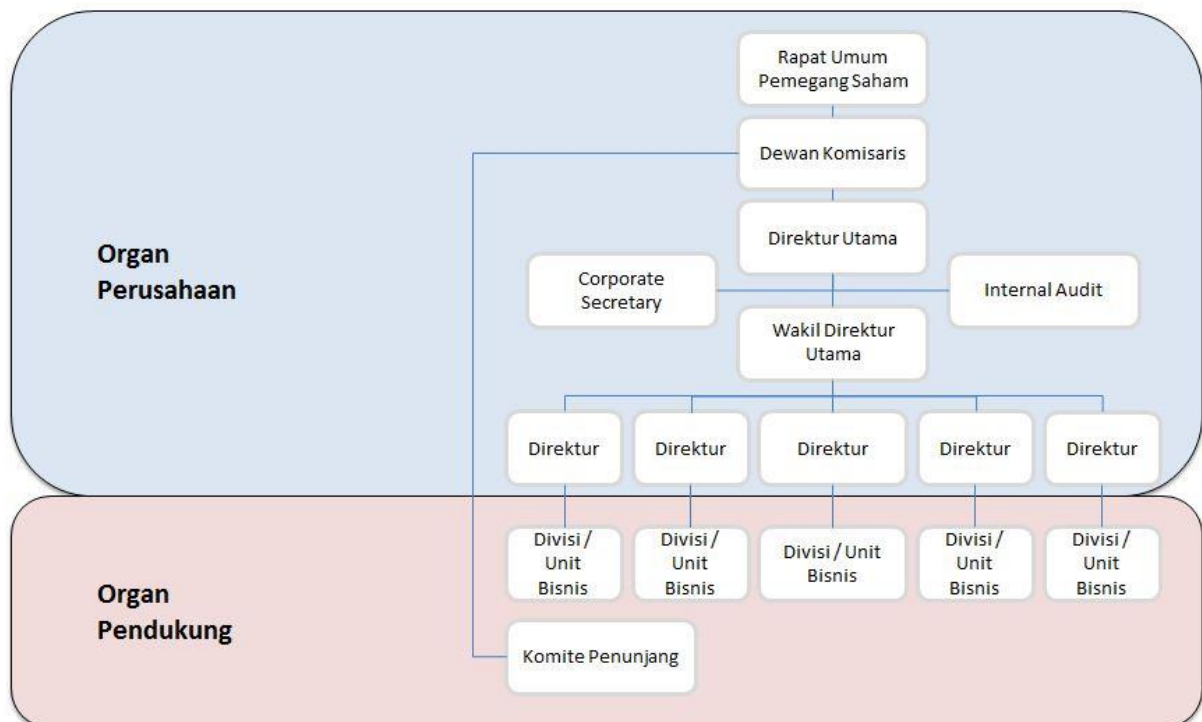 Rapat Umum
Pemegang Saham
Dewan Komisaris
Direktur Utama
Organ
Perusahaan
Corporate
Secretary
Internal Audit
Wakil Direktur
Utama
Direktur
Direktur
Direktur
Direktur
Direktur
Divisi /
Unit
Bisnis
Divisi /
Unit
Bisnis
Divisi / Unit
Bisnis
Divisi /
Unit
Bisnis
Divisi /
Unit
Bisnis
Organ
Pendukung
Komite Penunjang